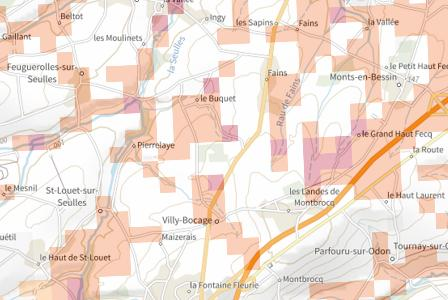 la Vallée
Beltot
Ingy
les Sapins
Fains
la Vallée
Gaillant
les Moulinets
la Seulles
Feuguerolles-sur-
Seulles
Fains
le Petit Haut Fecq
Monts-en-Bessin
147
le Buquet
Rau de Fains
le Grand Haut Fecq
Pierrelaye
la Route
le Mesnil
St-Louet-sur-
Seulles
les Landes de
Montbrocq
le Haut Laurent
Villy-Bocage
Maizerais
Parfouru-sur-Odon
Tournay-sur-
le Haut de St-Louet
Montbrocq
la Fontaine Fleurie